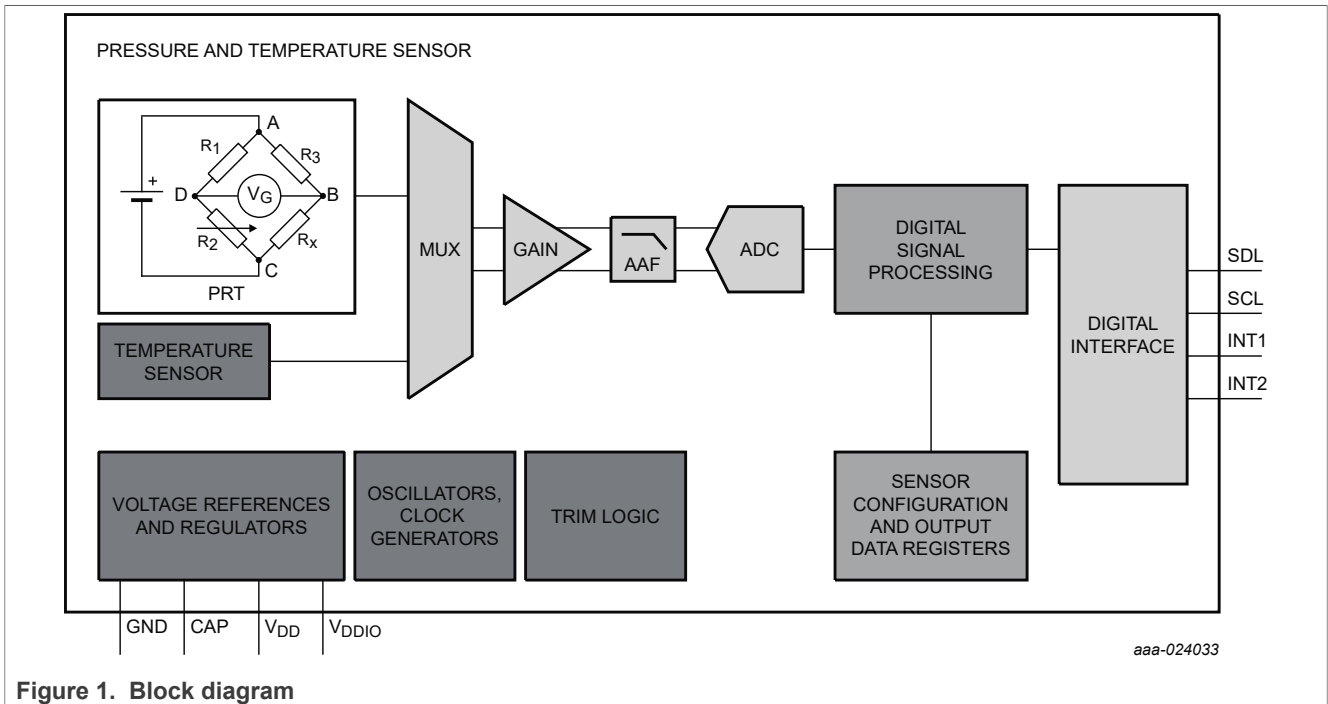 PRESSURE AND TEMPERATURE SENSOR
A
R1
R3
+
D
VG
B
R2
Rx
C
PRT
MUX
GAIN
AAF
ADC
DIGITAL
SIGNAL
PROCESSING
DIGITAL
INTERFACE
SDL
SCL
INT1
INT2
TEMPERATURE
SENSOR
VOLTAGE REFERENCES
AND REGULATORS
OSCILLATORS,
CLOCK
GENERATORS
TRIM LOGIC
SENSOR
CONFIGURATION
AND OUTPUT
DATA REGISTERS
GND
CAP
VDD
VDDIO
aaa-024033
Figure 1. Block diagram